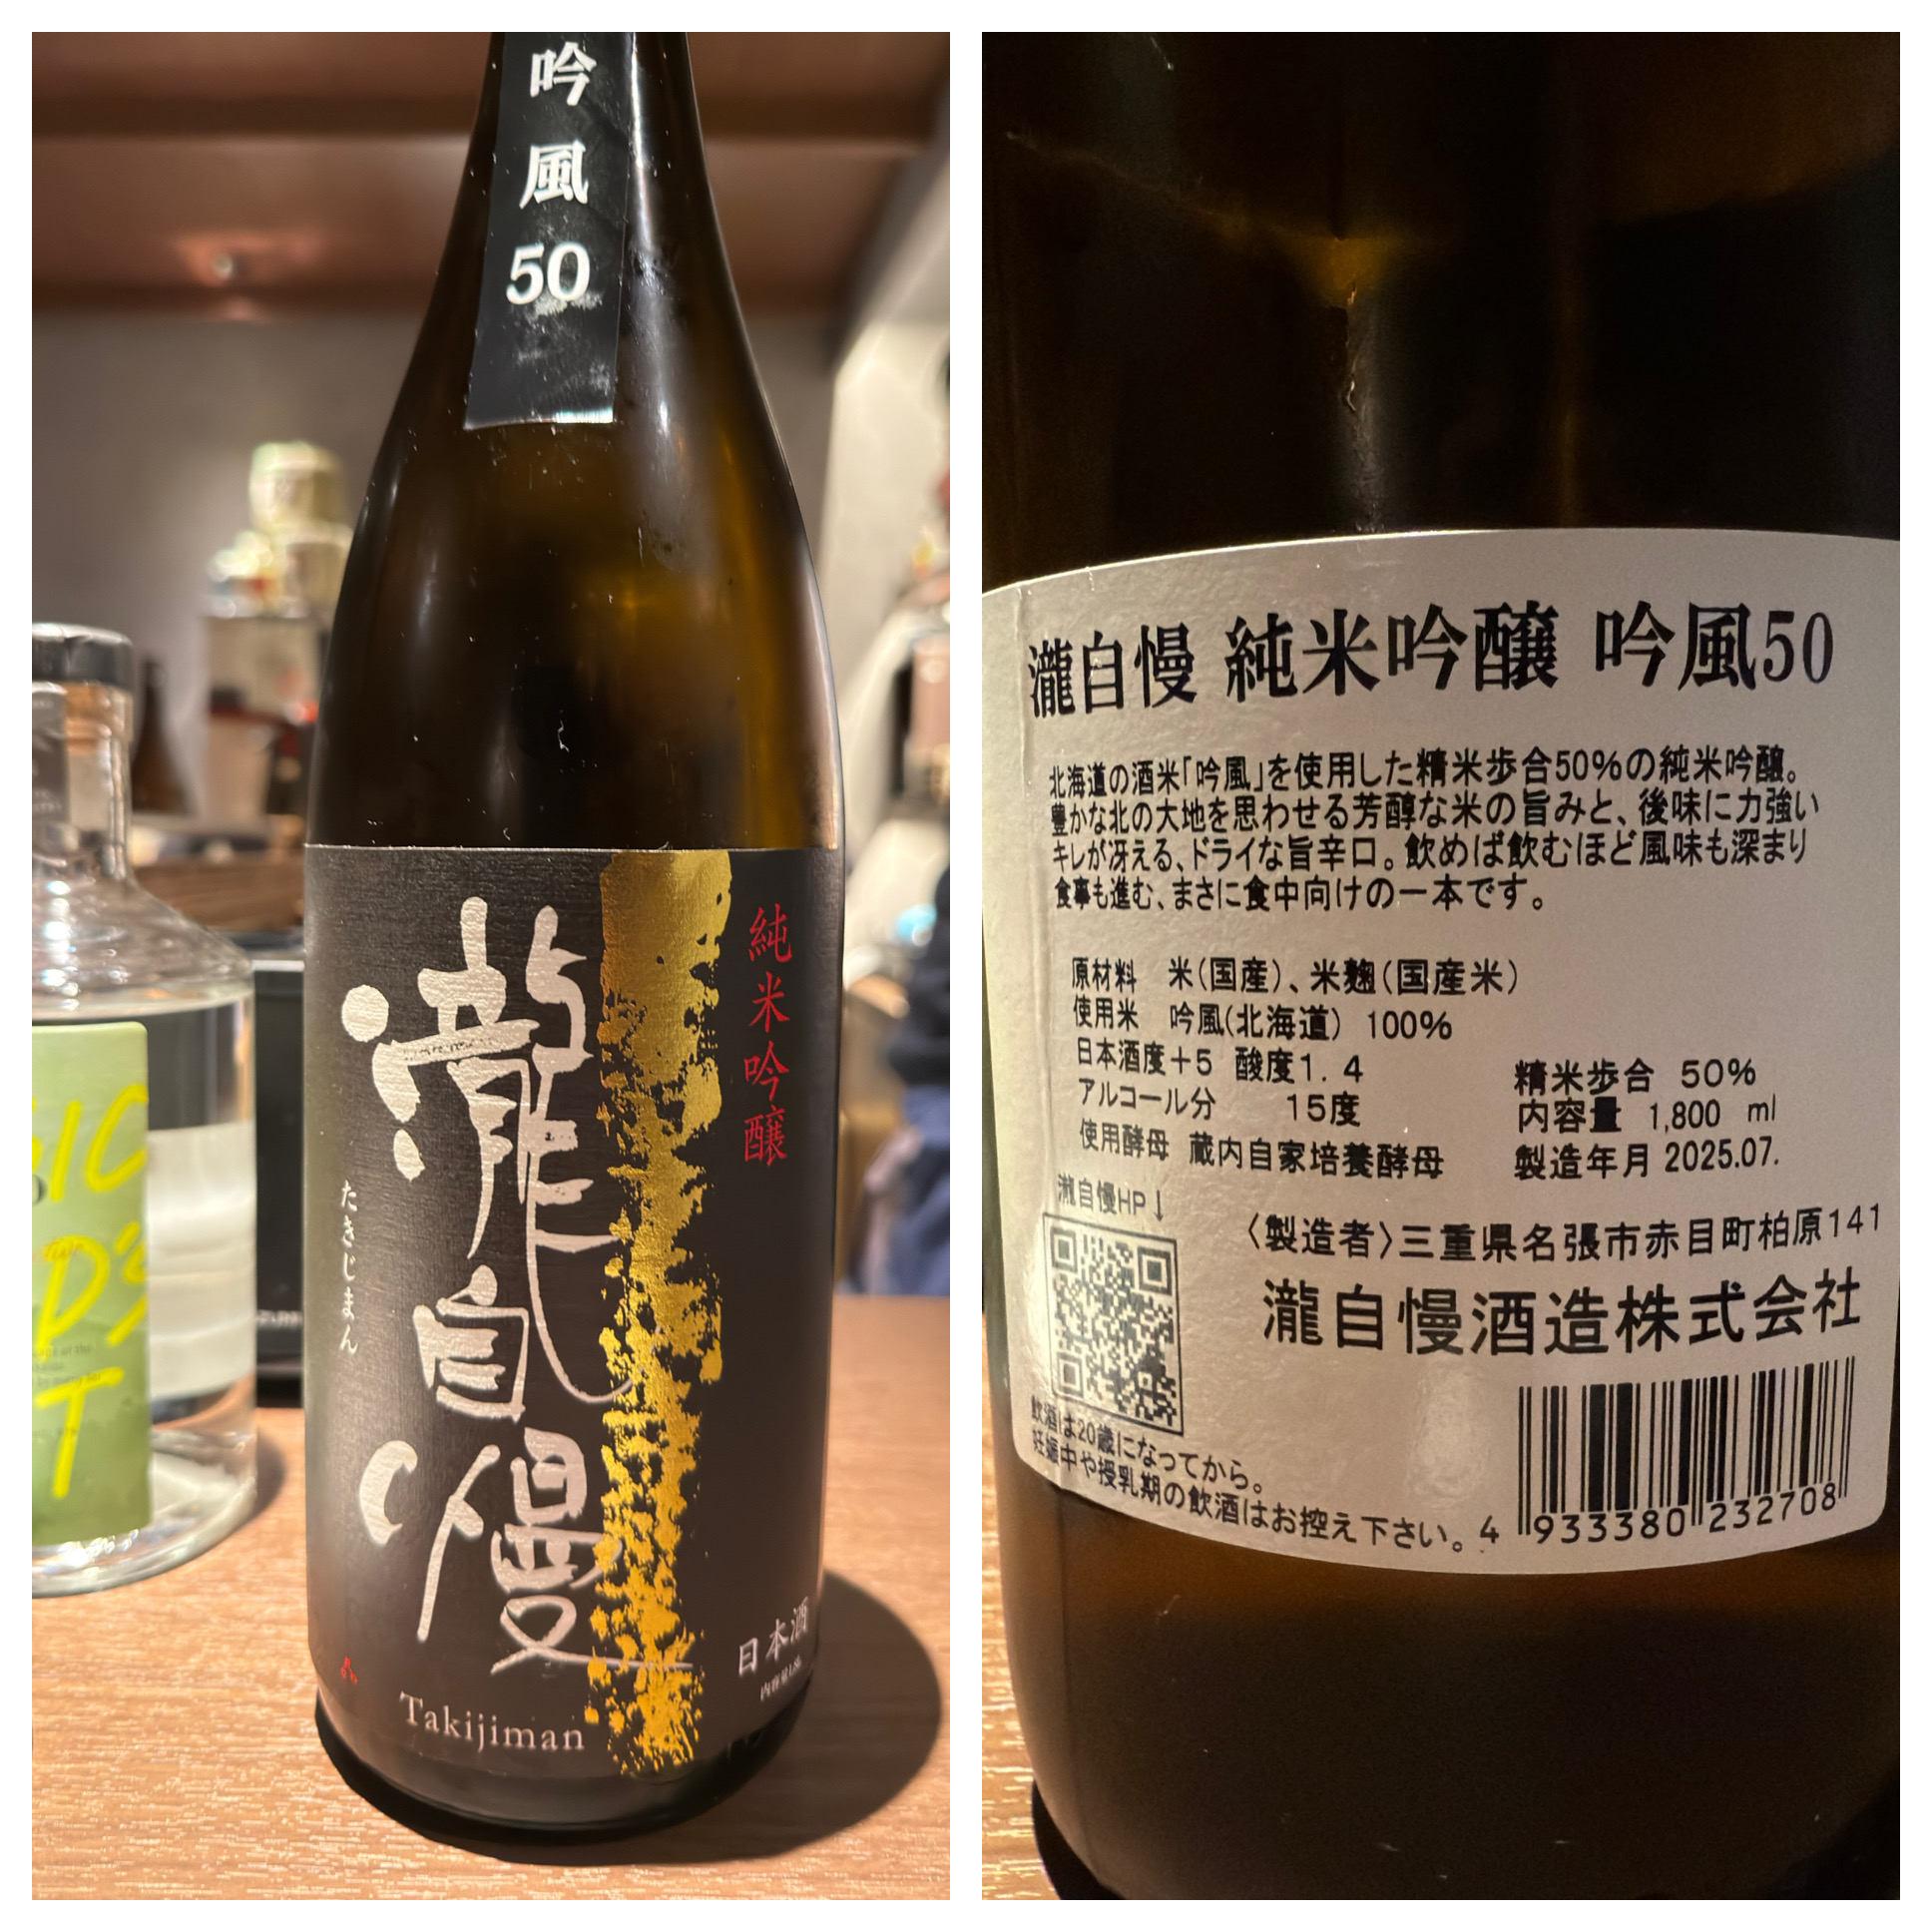 吟風50
純米吟醸
瀧自慢
たきじまん
Takijiman
日本酒
瀧自慢 純米吟醸 吟風50
北海道の酒米「吟風」を使用した精米歩合50%の純米吟醸。
豊かな北の大地を思わせる芳醇な米の旨みと、後味に力強い
キレが冴える、ドライな旨辛口。飲めば飲むほど風味も深まり
食事も進む、まさに食中向けの一本です。
原材料 米(国産)、米麹(国産米)
使用米 吟風(北海道) 100%
日本酒度+5 酸度1.4 精米歩合 50%
アルコール分 15度 内容量 1,800 ml
使用酵母 蔵内自家培養酵母 製造年月 2025.07.
瀧自慢HP↓
〈製造者〉三重県名張市赤目町柏原141
瀧自慢酒造株式会社
飲酒は20歳になってから。
妊娠中や授乳期の飲酒はお控え下さい。
4 933380 232708